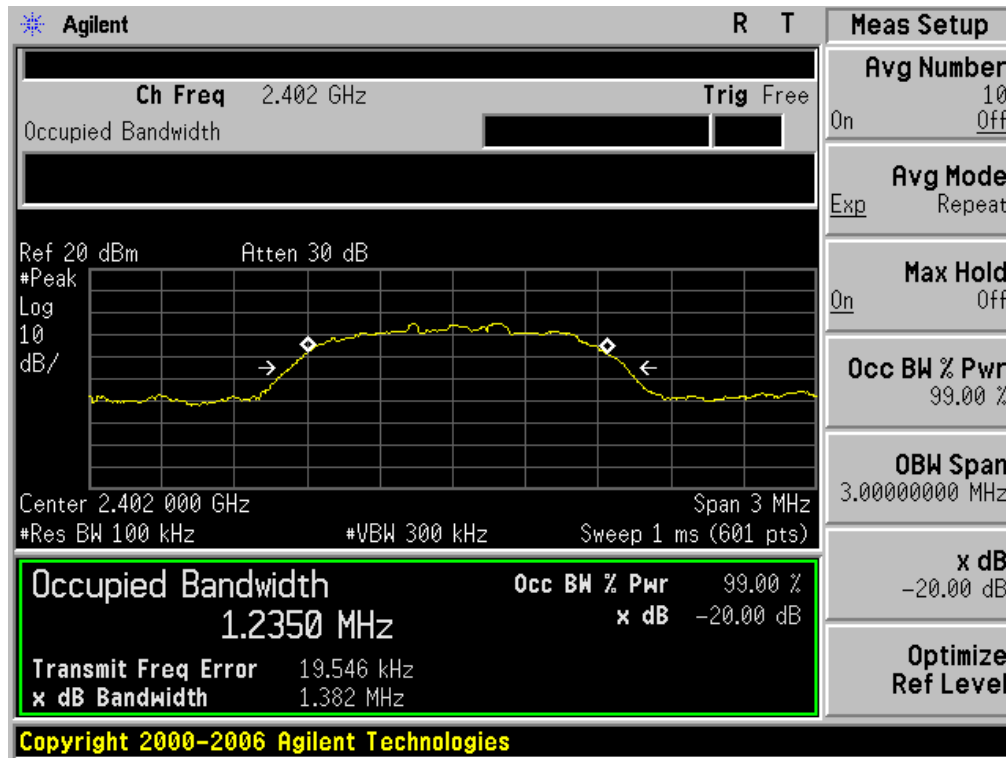 Agilent R T Meas Setup
Ch Freq 2.402 GHz Trig Free
Occupied Bandwidth
Avg Number
10
On Off
Avg Mode
Exp Repeat
Max Hold
On Off
Occ BW % Pwr
99.00 %
OBW Span
3.00000000 MHz
x dB
-20.00 dB
Optimize
Ref Level
Ref 20 dBm Atten 30 dB
#Peak
Log
10
dB/
Center 2.402 000 GHz Span 3 MHz
#Res BW 100 kHz #VBW 300 kHz Sweep 1 ms (601 pts)
Occupied Bandwidth Occ BW % Pwr 99.00 %
1.2350 MHz x dB -20.00 dB
Transmit Freq Error 19.546 kHz
x dB Bandwidth 1.382 MHz
Copyright 2000-2006 Agilent Technologies